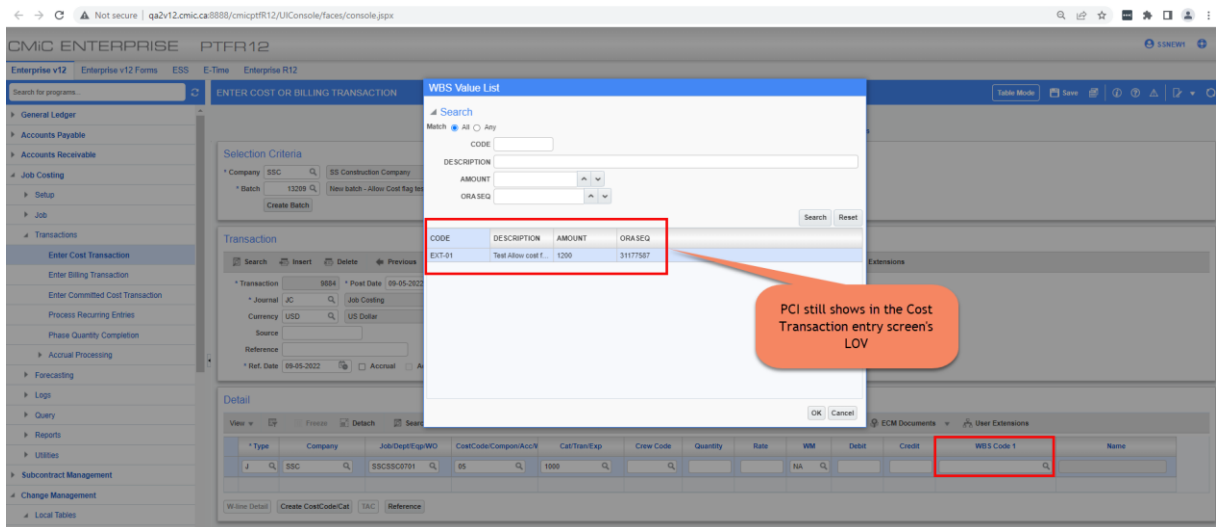 Not secure | qa2v12.cmic.ca:8888/cmicptfR12/UIConsole/faces/console.jspx
CMiC ENTERPRISE PTFR12
SSNEW1
Enterprise v12 Enterprise v12 Forms ESS E-Time Enterprise R12
Search for programs...
ENTER COST OR BILLING TRANSACTION
Table Mode Save
General Ledger
Accounts Payable
Accounts Receivable
Job Costing
Setup
Job
Transactions
Enter Cost Transaction
Enter Billing Transaction
Enter Committed Cost Transaction
Process Recurring Entries
Phase Quantity Completion
Accrual Processing
Forecasting
Logs
Query
Reports
Utilities
Subcontract Management
Change Management
Local Tables
Selection Criteria
* Company SSC SS Construction Company
* Batch 13209 New batch - Allow Cost flag tes
Create Batch
Transaction
Search Insert Delete Previous
Extensions
* Transaction 9884 * Post Date 09-05-2022
* Journal JC Job Costing
Currency USD US Dollar
Source
Reference
* Ref. Date 09-05-2022 Accrual A
WBS Value List
Search
Match All Any
CODE
DESCRIPTION
AMOUNT
ORASEQ
Search Reset
CODE DESCRIPTION AMOUNT ORASEQ
EXT-01 Test Allow cost f... 1200 31177587
OK Cancel
PCI still shows in the Cost
Transaction entry screen's
LOV
Detail
View Freeze Detach Searc
ECM Documents User Extensions
* Type Company Job/Dept/Eqp/WO CostCode/Compon/Acc/ Cat/Tran/Exp Crew Code Quantity Rate WM Debit Credit WBS Code 1 Name
J SSC SSCSSC0701 05 1000 NA
W-line Detail Create CostCode/Cat TAC Reference